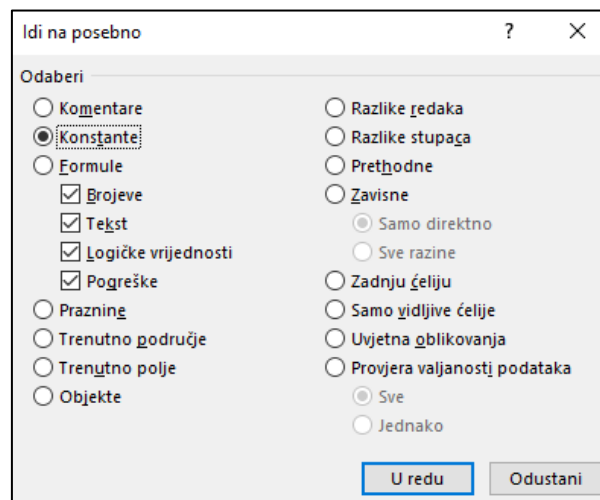 Idi na posebno
?
Odaberi
Komentare
Konstante
Formule
Brojeve
Tekst
Logičke vrijednosti
Pogreške
Praznine
Trenutno područje
Trenutno polje
Objekte
Razlike redaka
Razlike stupaca
Prethodne
Zavisne
Samo direktno
Sve razine
Zadnju ćeliju
Samo vidljive ćelije
Uvjetna oblikovanja
Provjera valjanosti podataka
Sve
Jednako
U redu
Odustani